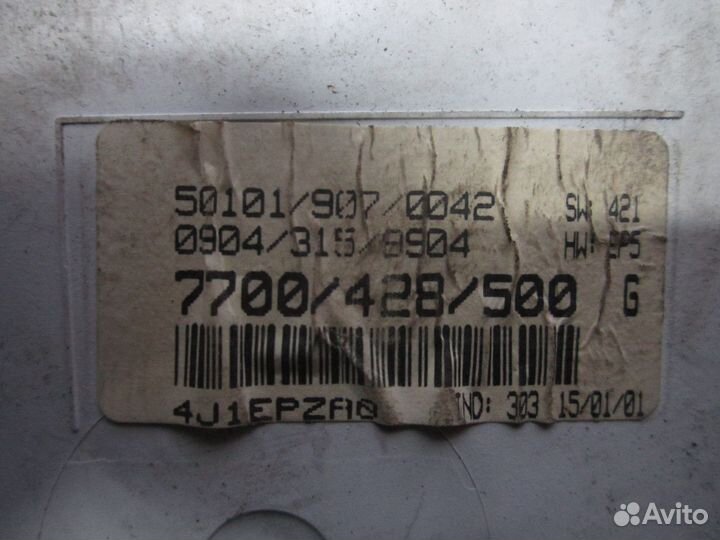 50101/907/0042 SW: 421
0904/315/8904 HW: EP5
7700/428/500 G
4J1EPZA0 IND: 303 15/01/01
Avito